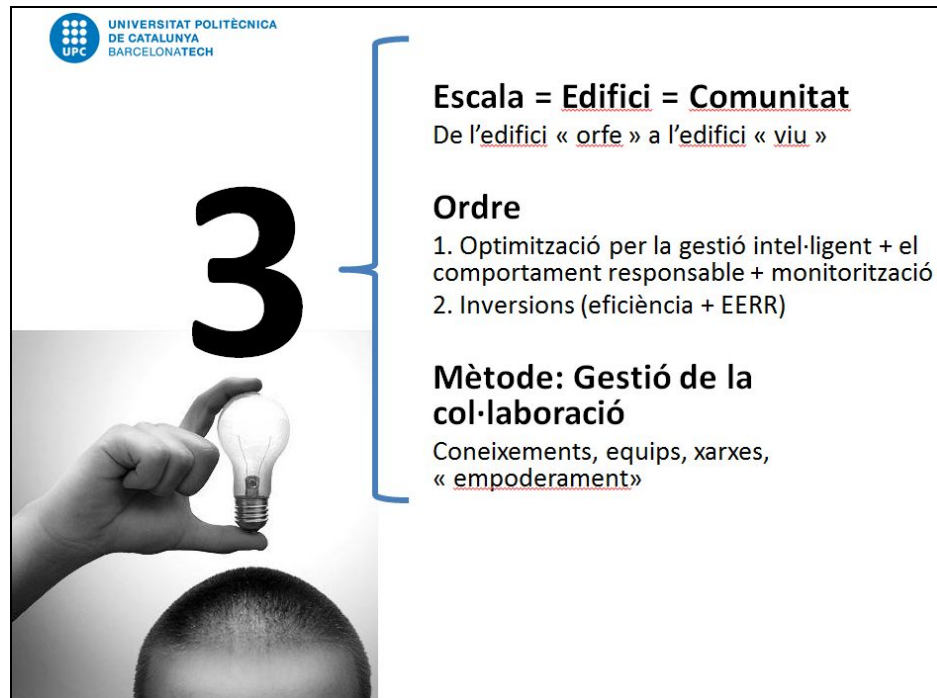 UNIVERSITAT POLITÈCNICA
DE CATALUNYA
BARCELONATECH
UPC
3
Escala = Edifici = Comunitat
De l'edifici « orfe » a l'edifici « viu »
Ordre
1. Optimització per la gestió intel·ligent + el
comportament responsable + monitorització
2. Inversions (eficiència + EERR)
Mètode: Gestió de la
col·laboració
Coneixements, equips, xarxes,
« empoderament»